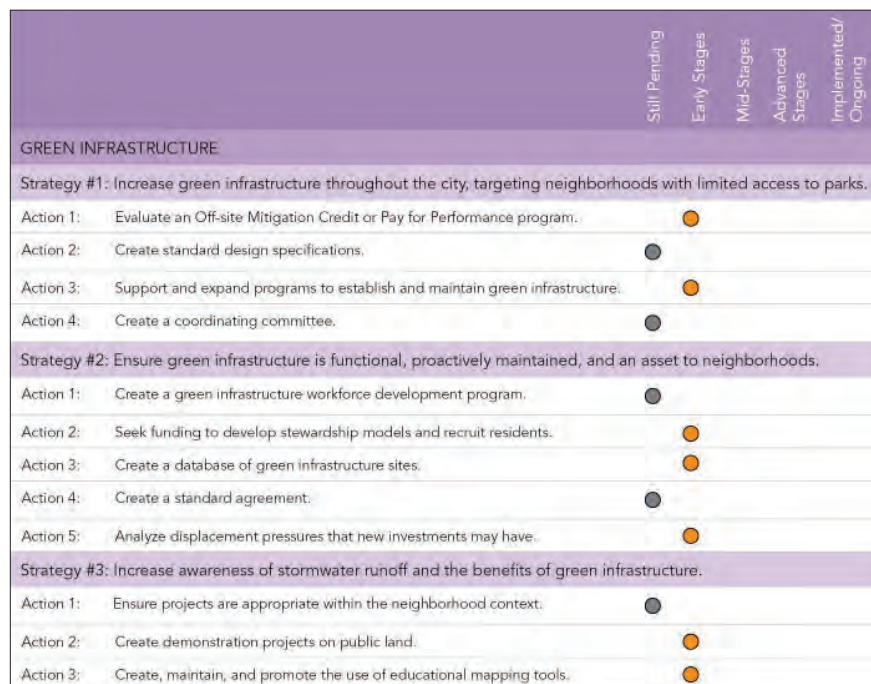 Still Pending
Early Stages
Mid-Stages
Advanced
Stages
Implemented/
Ongoing
GREEN INFRASTRUCTURE
Strategy #1: Increase green infrastructure throughout the city, targeting neighborhoods with limited access to parks.
Action 1: Evaluate an Off-site Mitigation Credit or Pay for Performance program.
Action 2: Create standard design specifications.
Action 3: Support and expand programs to establish and maintain green infrastructure.
Action 4: Create a coordinating committee.
Strategy #2: Ensure green infrastructure is functional, proactively maintained, and an asset to neighborhoods.
Action 1: Create a green infrastructure workforce development program.
Action 2: Seek funding to develop stewardship models and recruit residents.
Action 3: Create a database of green infrastructure sites.
Action 4: Create a standard agreement.
Action 5: Analyze displacement pressures that new investments may have.
Strategy #3: Increase awareness of stormwater runoff and the benefits of green infrastructure.
Action 1: Ensure projects are appropriate within the neighborhood context.
Action 2: Create demonstration projects on public land.
Action 3: Create, maintain, and promote the use of educational mapping tools.